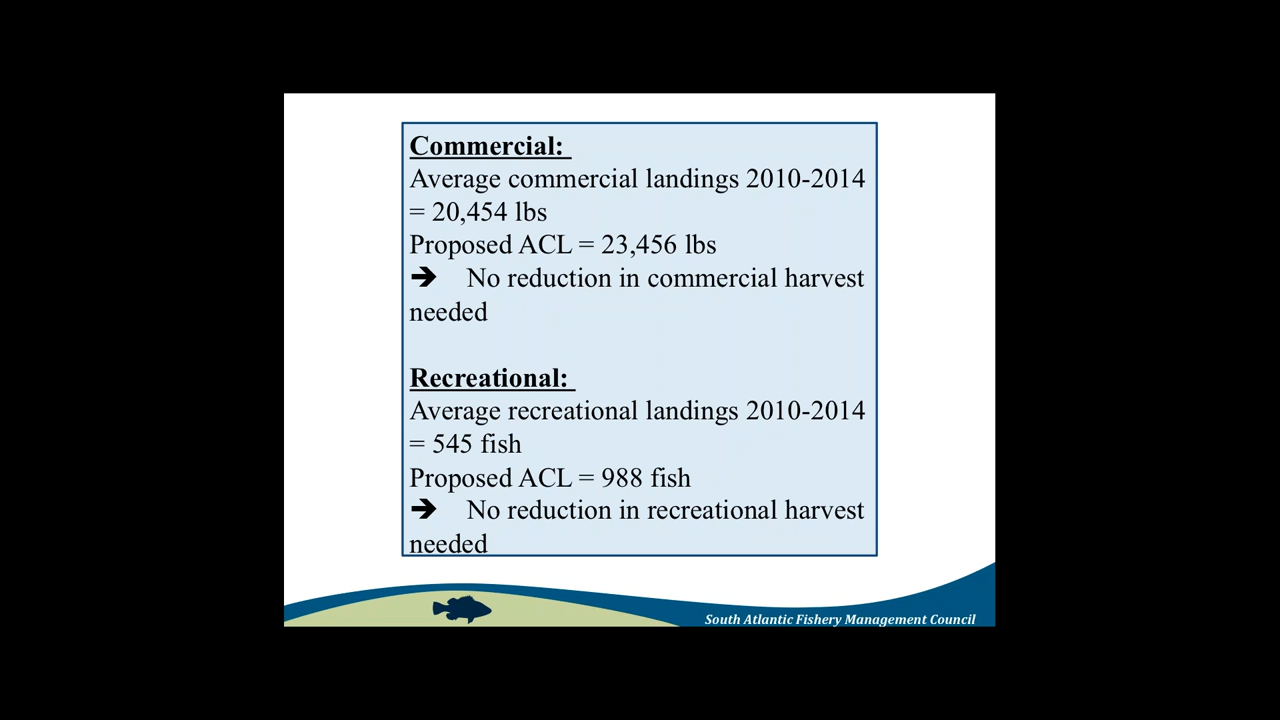 Commercial:
Average commercial landings 2010-2014
= 20,454 lbs
Proposed ACL = 23,456 lbs
➔ No reduction in commercial harvest
needed
Recreational:
Average recreational landings 2010-2014
= 545 fish
Proposed ACL = 988 fish
➔ No reduction in recreational harvest
needed
South Atlantic Fishery Management Council